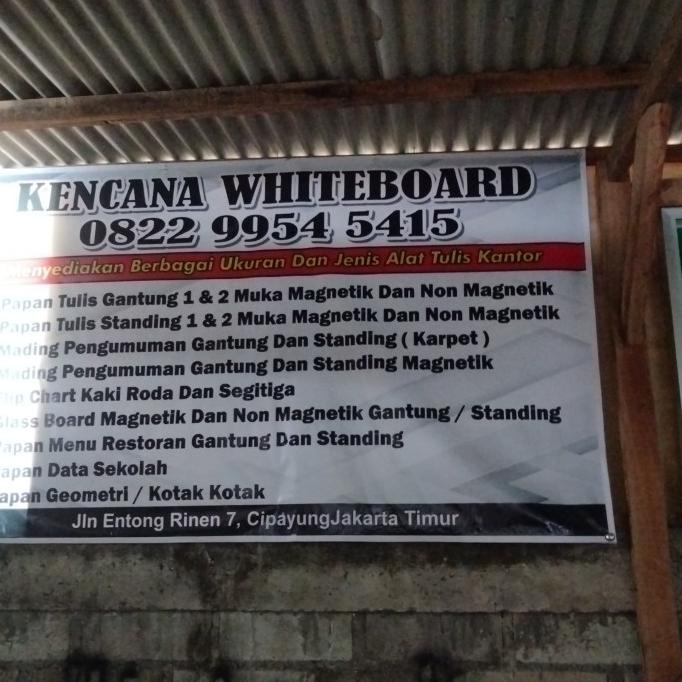 KENCANA WHITEBOARD
0822 9954 5415
Menyediakan Berbagai Ukuran Dan Jenis Alat Tulis Kantor
Papan Tulis Gantung 1 & 2 Muka Magnetik Dan Non Magnetik
Papan Tulis Standing 1 & 2 Muka Magnetik Dan Non Magnetik
Mading Pengumuman Gantung Dan Standing ( Karpet )
Mading Pengumuman Gantung Dan Standing Magnetik
Flip Chart Kaki Roda Dan Segitiga
Glass Board Magnetik Dan Non Magnetik Gantung / Standing
Papan Menu Restoran Gantung Dan Standing
Papan Data Sekolah
Papan Geometri / Kotak Kotak
Jln Entong Rinen 7, CipayungJakarta Timur